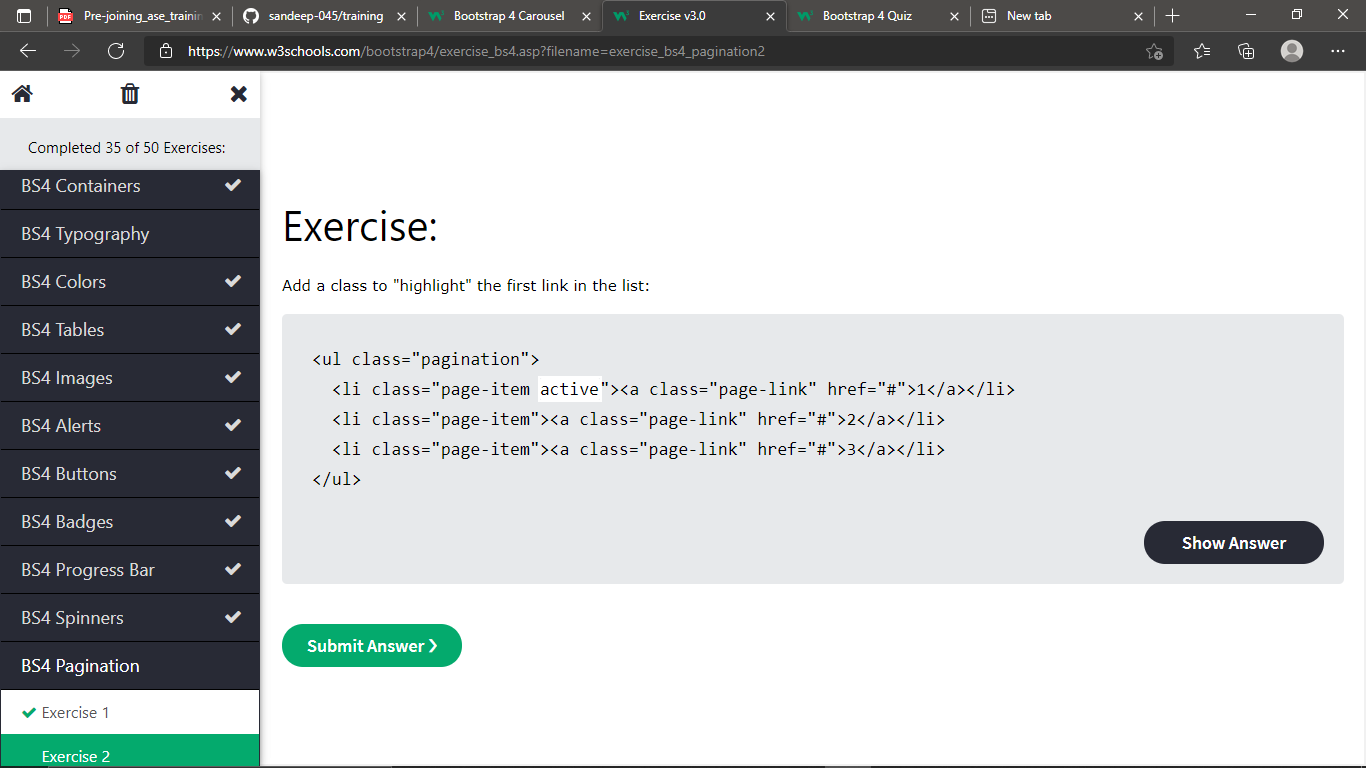 Pre-joining_ase_trainin
sandeep-045/training
Bootstrap 4 Carousel
Exercise v3.0
Bootstrap 4 Quiz
New tab
https://www.w3schools.com/bootstrap4/exercise_bs4.asp?filename=exercise_bs4_pagination2
Completed 35 of 50 Exercises:
BS4 Containers
BS4 Typography
BS4 Colors
BS4 Tables
BS4 Images
BS4 Alerts
BS4 Buttons
BS4 Badges
BS4 Progress Bar
BS4 Spinners
BS4 Pagination
Exercise 1
Exercise 2
Exercise:
Add a class to "highlight" the first link in the list:
<ul class="pagination">
<li class="page-item active"><a class="page-link" href="#">1</a></li>
<li class="page-item"><a class="page-link" href="#">2</a></li>
<li class="page-item"><a class="page-link" href="#">3</a></li>
</ul>
Show Answer
Submit Answer ❯